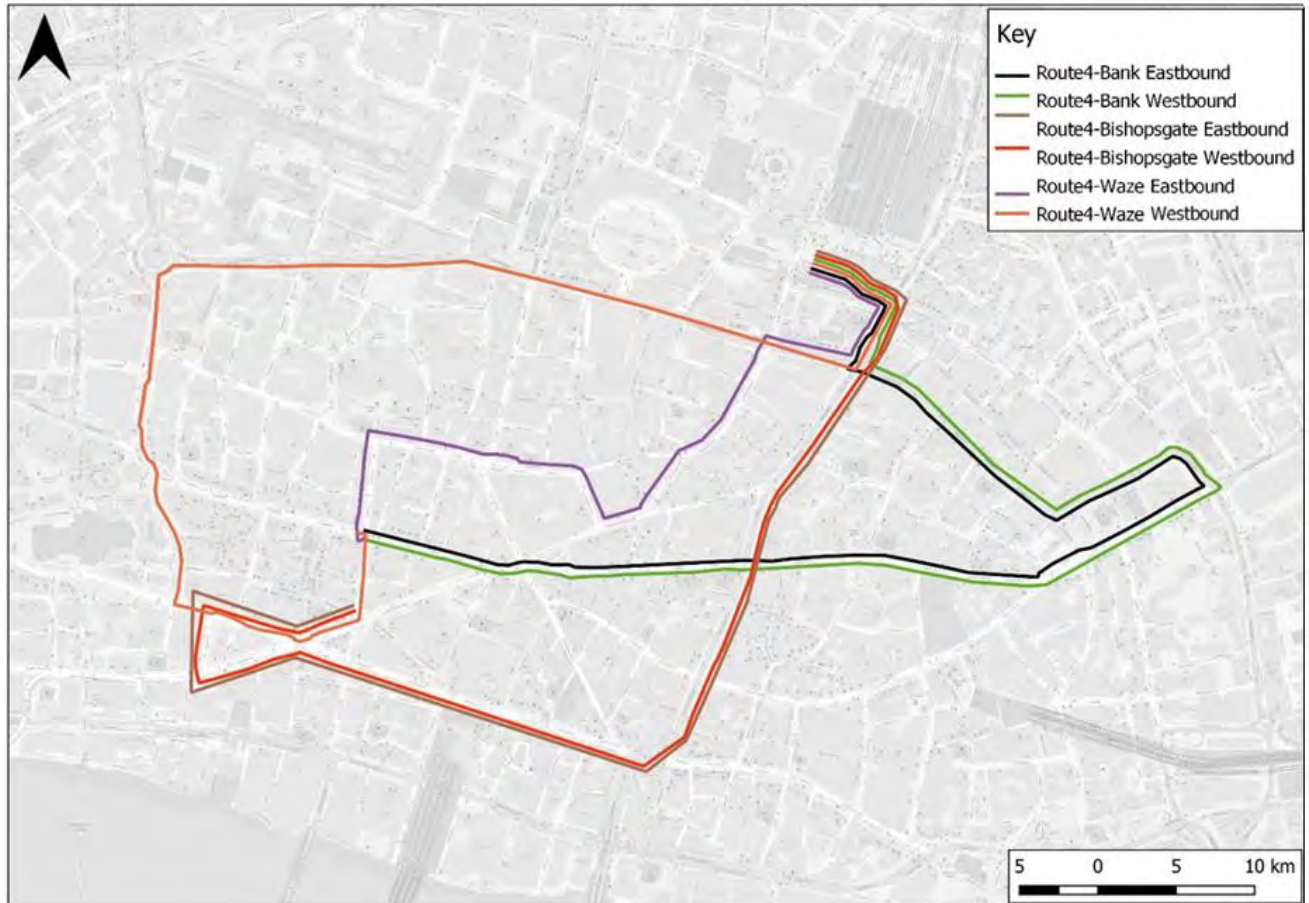 Key
Route4-Bank Eastbound
Route4-Bank Westbound
Route4-Bishopsgate Eastbound
Route4-Bishopsgate Westbound
Route4-Waze Eastbound
Route4-Waze Westbound
5 0 5 10 km